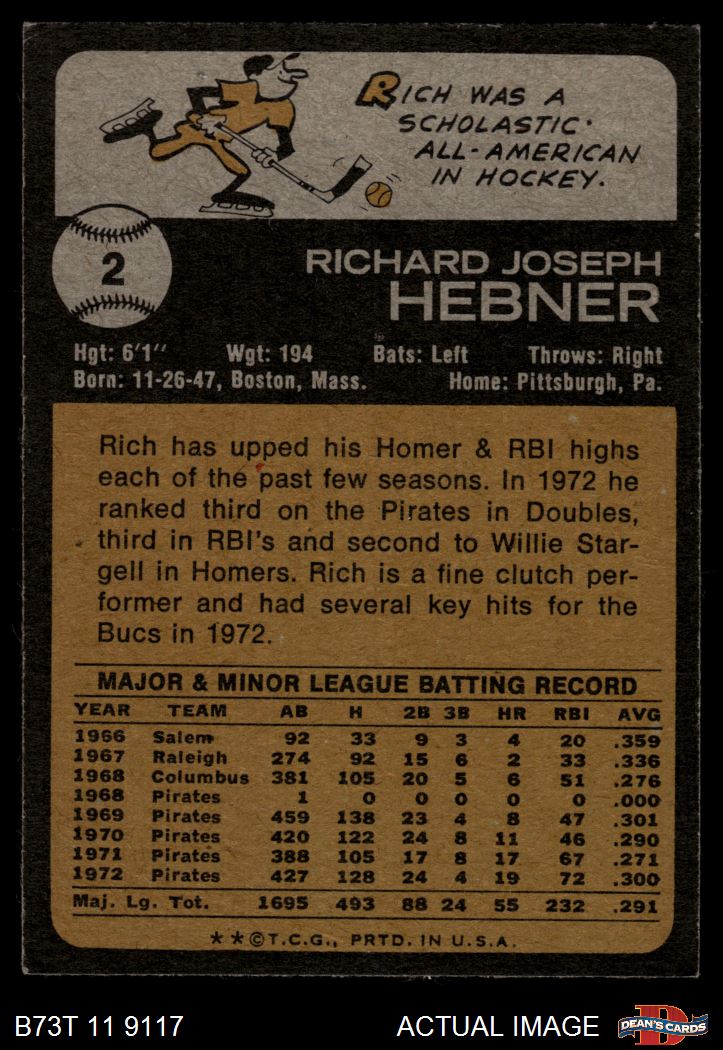 RICH WAS A
SCHOLASTIC
ALL-AMERICAN
IN HOCKEY.
2
RICHARD JOSEPH
HEBNER
Hgt: 6'1" Wgt: 194 Bats: Left Throws: Right
Born: 11-26-47, Boston, Mass. Home: Pittsburgh, Pa.
Rich has upped his Homer & RBI highs
each of the past few seasons. In 1972 he
ranked third on the Pirates in Doubles,
third in RBI's and second to Willie Star-
gell in Homers. Rich is a fine clutch per-
former and had several key hits for the
Bucs in 1972.
MAJOR & MINOR LEAGUE BATTING RECORD
YEAR TEAM AB H 2B 3B HR RBI AVG
1966 Salem 92 33 9 3 4 20 .359
1967 Raleigh 274 92 15 6 2 33 .336
1968 Columbus 381 105 20 5 6 51 .276
1968 Pirates 1 0 0 0 0 0 .000
1969 Pirates 459 138 23 4 8 47 .301
1970 Pirates 420 122 24 8 11 46 .290
1971 Pirates 388 105 17 8 17 67 .271
1972 Pirates 427 128 24 4 19 72 .300
Maj. Lg. Tot. 1695 493 88 24 55 232 .291
**©T.C.G., PRTD. IN U.S.A.
B73T 11 9117 ACTUAL IMAGE DEAN'S CARDS